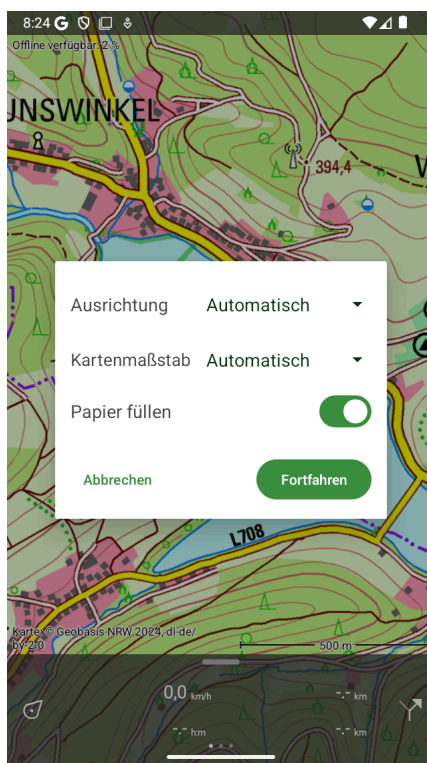 8:24
Offline verfügbar: 2 %
UNSWINKEL
394,4
Ausrichtung Automatisch
Kartenmaßstab Automatisch
Papier füllen
Abbrechen Fortfahren
L708
Karte: © Geobasis NRW 2024, dl-de/
by-2-0
500 m
0,0 km/h -.- km
-:- h:m -.- km